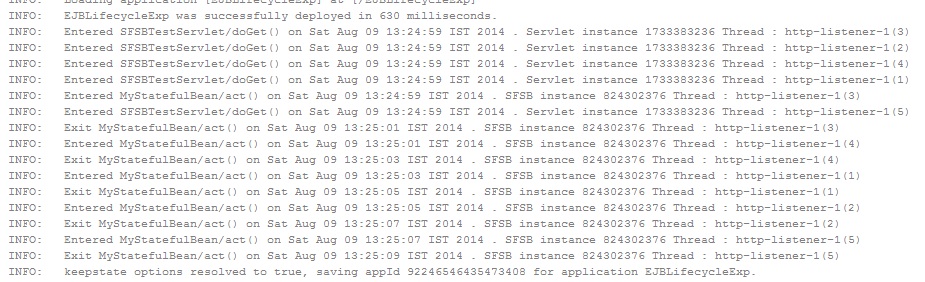 INFO: Loading application [EJBLifecycleExp] at [/EJBLifecycleExp]
INFO: EJBLifecycleExp was successfully deployed in 630 milliseconds.
INFO: Entered SFSBTestServlet/doGet() on Sat Aug 09 13:24:59 IST 2014 . Servlet instance 1733383236 Thread : http-listener-1(3)
INFO: Entered SFSBTestServlet/doGet() on Sat Aug 09 13:24:59 IST 2014 . Servlet instance 1733383236 Thread : http-listener-1(2)
INFO: Entered SFSBTestServlet/doGet() on Sat Aug 09 13:24:59 IST 2014 . Servlet instance 1733383236 Thread : http-listener-1(4)
INFO: Entered SFSBTestServlet/doGet() on Sat Aug 09 13:24:59 IST 2014 . Servlet instance 1733383236 Thread : http-listener-1(1)
INFO: Entered MyStatefulBean/act() on Sat Aug 09 13:24:59 IST 2014 . SFSB instance 824302376 Thread : http-listener-1(3)
INFO: Entered SFSBTestServlet/doGet() on Sat Aug 09 13:24:59 IST 2014 . Servlet instance 1733383236 Thread : http-listener-1(5)
INFO: Exit MyStatefulBean/act() on Sat Aug 09 13:25:01 IST 2014 . SFSB instance 824302376 Thread : http-listener-1(3)
INFO: Entered MyStatefulBean/act() on Sat Aug 09 13:25:01 IST 2014 . SFSB instance 824302376 Thread : http-listener-1(4)
INFO: Exit MyStatefulBean/act() on Sat Aug 09 13:25:03 IST 2014 . SFSB instance 824302376 Thread : http-listener-1(4)
INFO: Entered MyStatefulBean/act() on Sat Aug 09 13:25:03 IST 2014 . SFSB instance 824302376 Thread : http-listener-1(1)
INFO: Exit MyStatefulBean/act() on Sat Aug 09 13:25:05 IST 2014 . SFSB instance 824302376 Thread : http-listener-1(1)
INFO: Entered MyStatefulBean/act() on Sat Aug 09 13:25:05 IST 2014 . SFSB instance 824302376 Thread : http-listener-1(2)
INFO: Exit MyStatefulBean/act() on Sat Aug 09 13:25:07 IST 2014 . SFSB instance 824302376 Thread : http-listener-1(2)
INFO: Entered MyStatefulBean/act() on Sat Aug 09 13:25:07 IST 2014 . SFSB instance 824302376 Thread : http-listener-1(5)
INFO: Exit MyStatefulBean/act() on Sat Aug 09 13:25:09 IST 2014 . SFSB instance 824302376 Thread : http-listener-1(5)
INFO: keepstate options resolved to true, saving appId 92246546435473408 for application EJBLifecycleExp.